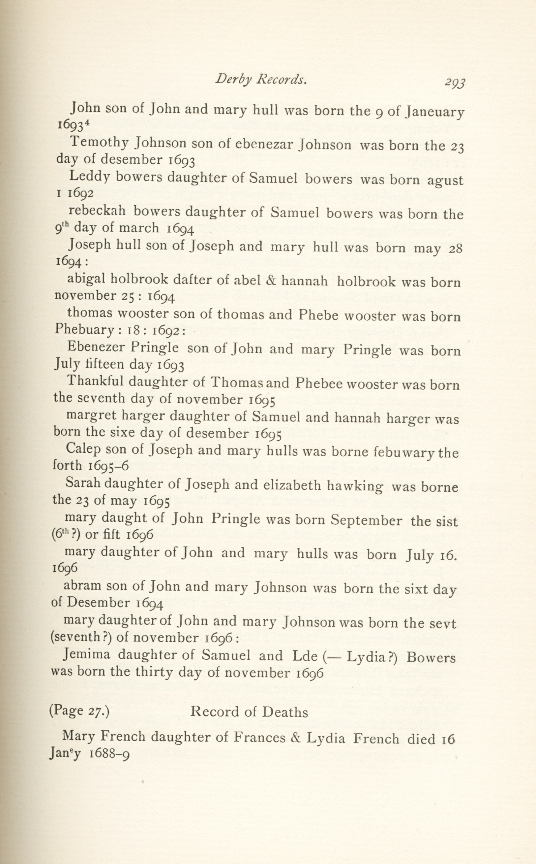 Derby Records. 293
John son of John and mary hull was born the 9 of Janeuary
1693⁴
Temothy Johnson son of ebenezar Johnson was born the 23
day of desember 1693
Leddy bowers daughter of Samuel bowers was born agust
1 1692
rebeckah bowers daughter of Samuel bowers was born the
9th day of march 1694
Joseph hull son of Joseph and mary hull was born may 28
1694:
abigal holbrook dafter of abel & hannah holbrook was born
november 25: 1694
thomas wooster son of thomas and Phebe wooster was born
Phebuary: 18: 1692:
Ebenezer Pringle son of John and mary Pringle was born
July fifteen day 1693
Thankful daughter of Thomas and Phebee wooster was born
the seventh day of november 1695
margret harger daughter of Samuel and hannah harger was
born the sixe day of desember 1695
Calep son of Joseph and mary hulls was borne febuwary the
forth 1695-6
Sarah daughter of Joseph and elizabeth hawking was borne
the 23 of may 1695
mary daught of John Pringle was born September the sist
(6th ?) or fift 1696
mary daughter of John and mary hulls was born July 16.
1696
abram son of John and mary Johnson was born the sixt day
of Desember 1694
mary daughter of John and mary Johnson was born the sevt
(seventh?) of november 1696:
Jemima daughter of Samuel and Lde (— Lydia?) Bowers
was born the thirty day of november 1696
(Page 27.) Record of Deaths
Mary French daughter of Frances & Lydia French died 16
Janey 1688-9